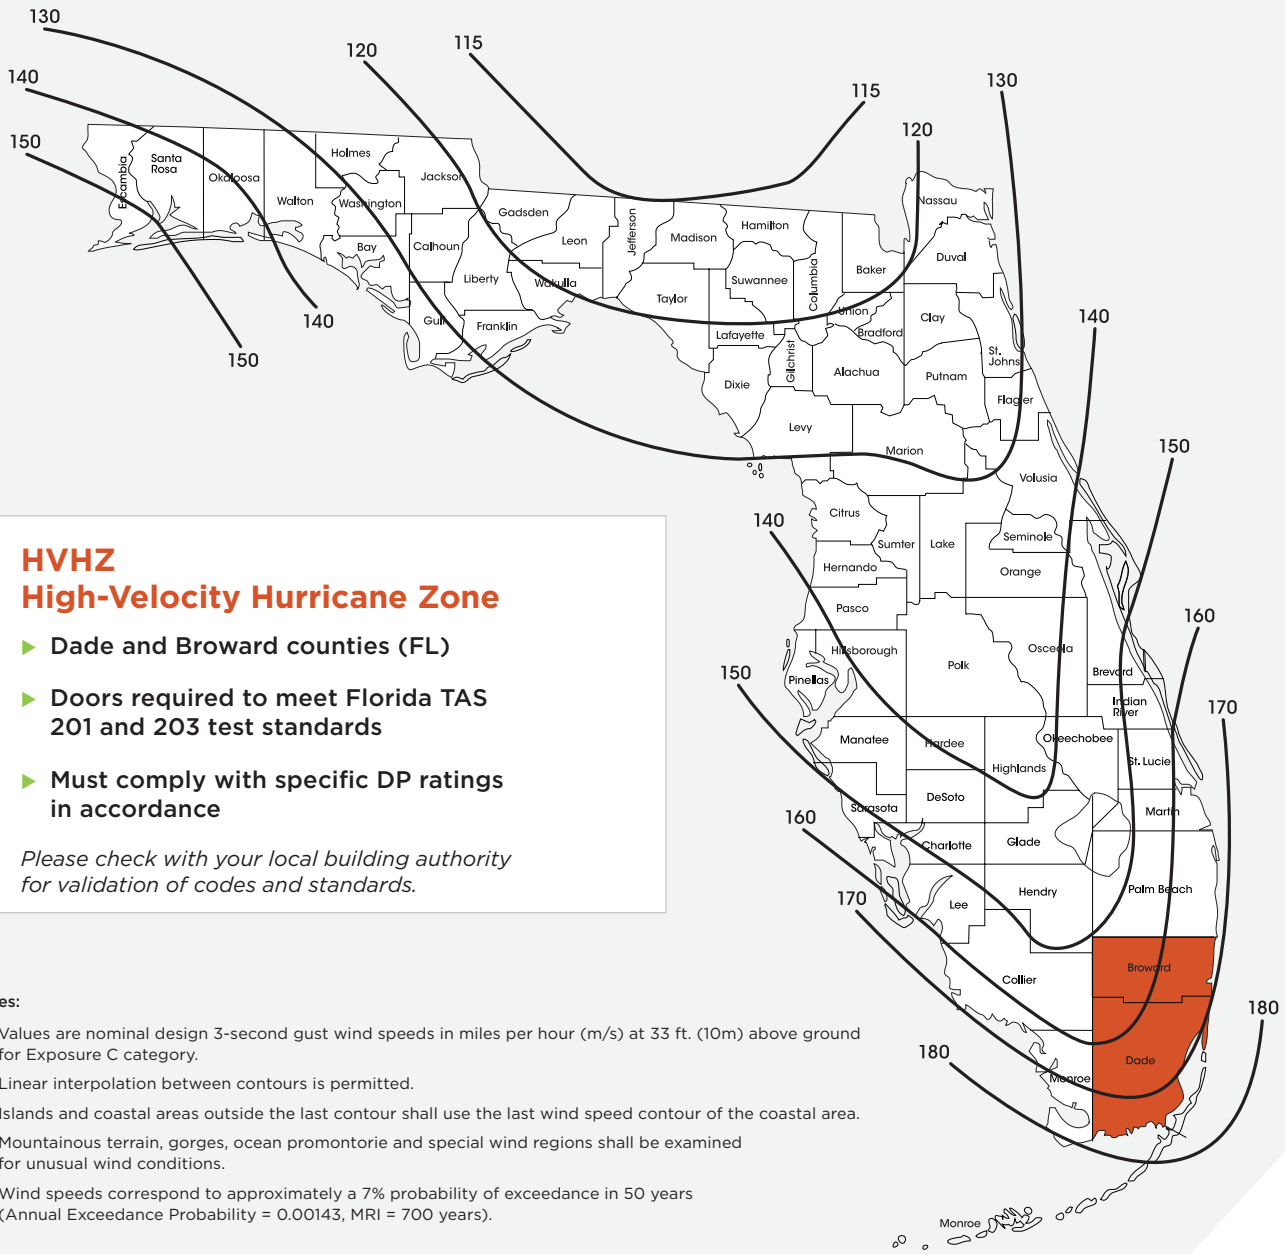 130
120
115
140
115
130
150
120
Holmes
Santa
Rosa
Okaloosa
Jackson
Escambia
Walton
Washington
Nassau
Gadsden
Hamilton
Jefferson
Madison
Leon
Bay
Calhoun
Duval
Baker
Columbia
Liberty
Wakulla
Suwannee
Taylor
Union
140
Gulf
Franklin
Clay
140
150
Lafayette
Bradford
Gilchrist
St.
Johns
Alachua
Putnam
Dixie
Flagler
Levy
Marion
150
Volusia
140
Citrus
Sumter
Lake
Seminole
Hernando
Orange
Pasco
160
Hillsborough
Osceola
Polk
150
Pinellas
Brevard
Indian
River
170
Manatee
Hardee
Okeechobee
Highlands
St. Lucie
DeSoto
Sarasota
Martin
160
Charlotte
Glade
Palm Beach
170
Hendry
Lee
Broward
Collier
180
180
Dade
Monroe
Monroe
HVHZ
High-Velocity Hurricane Zone
Dade and Broward counties (FL)
Doors required to meet Florida TAS
201 and 203 test standards
Must comply with specific DP ratings
in accordance
Please check with your local building authority
for validation of codes and standards.
es:
Values are nominal design 3-second gust wind speeds in miles per hour (m/s) at 33 ft. (10m) above ground
for Exposure C category.
Linear interpolation between contours is permitted.
Islands and coastal areas outside the last contour shall use the last wind speed contour of the coastal area.
Mountainous terrain, gorges, ocean promontorie and special wind regions shall be examined
for unusual wind conditions.
Wind speeds correspond to approximately a 7% probability of exceedance in 50 years
(Annual Exceedance Probability = 0.00143, MRI = 700 years).